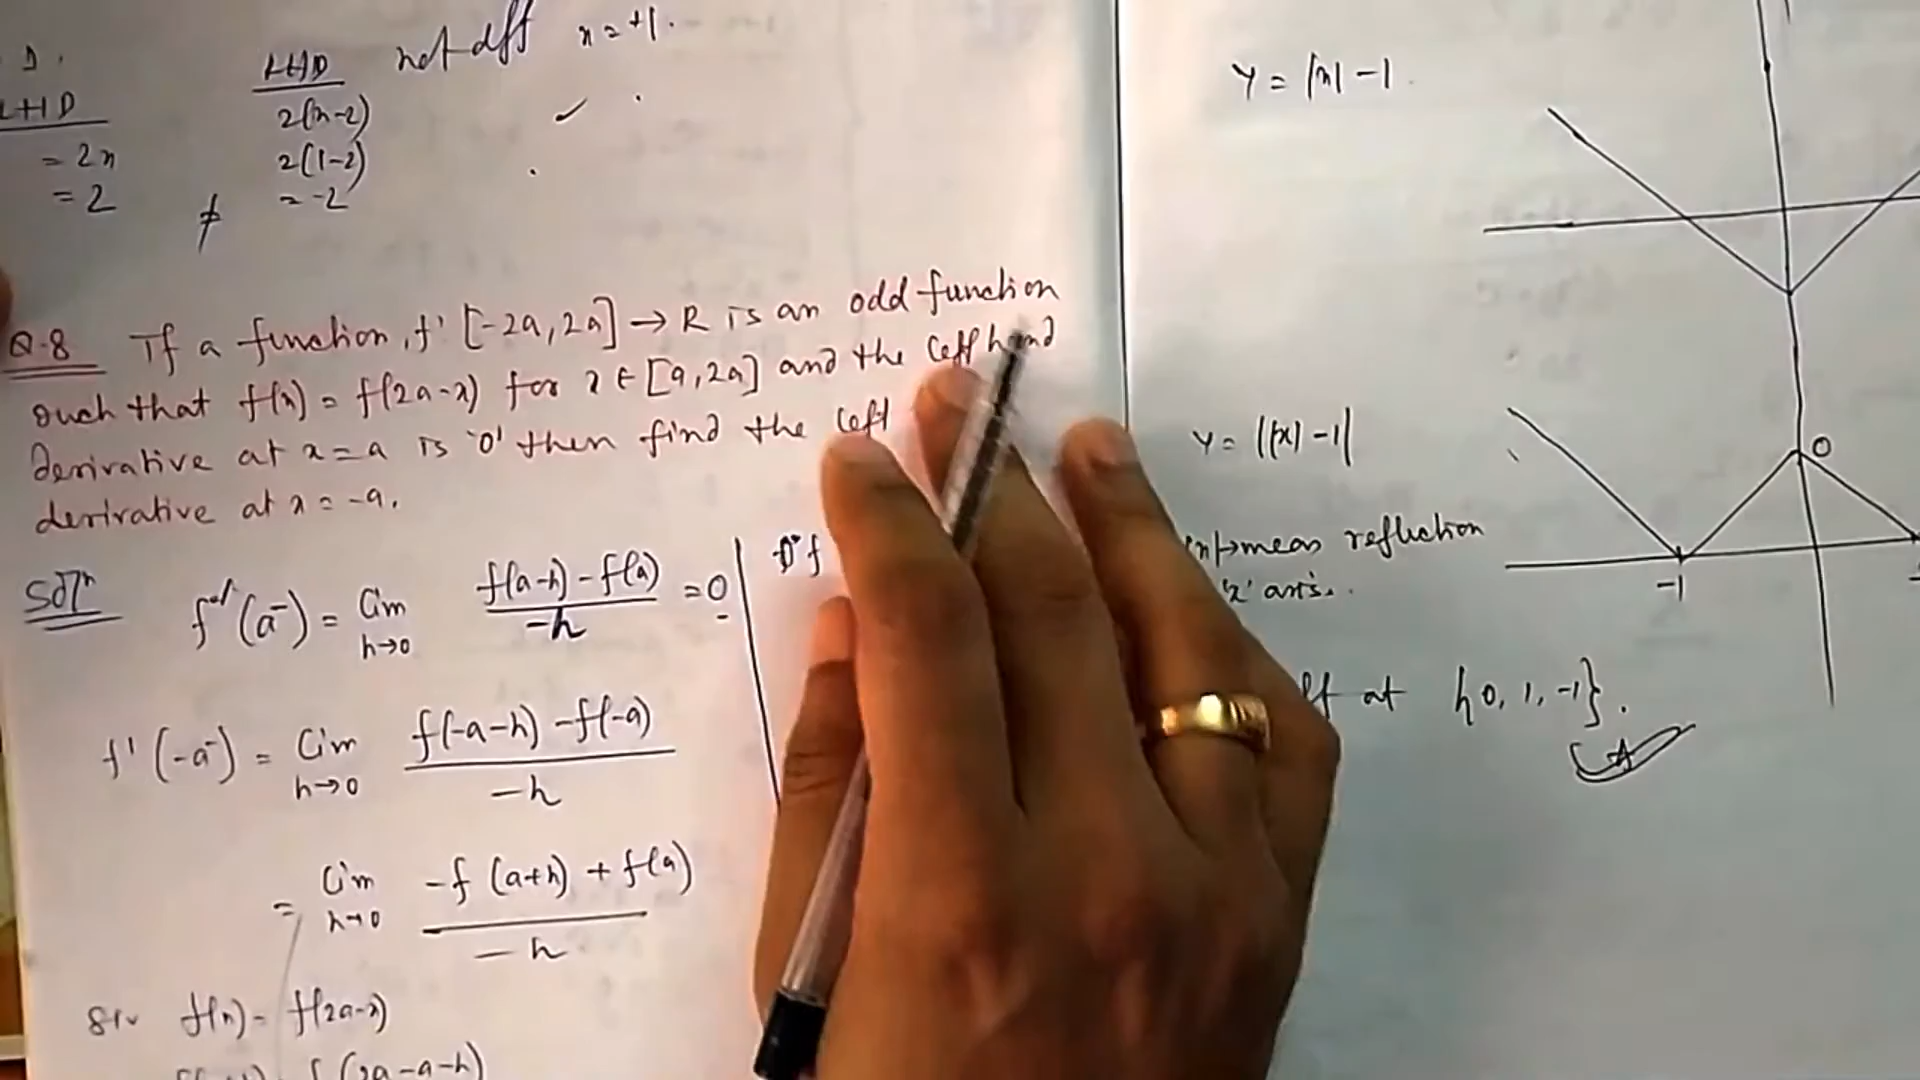 D.
LHD
= 2x
= 2
≠
LHD
2(x-2)
2(1-2)
= -2
not diff x = +1.
Q-8 If a function, f: [-2a, 2a] → R is an odd function
such that f(x) = f(2a-x) for x ∈ [a, 2a] and the left hand
derivative at x = a is '0' then find the left
derivative at x = -a.
Sol^n
(a⁻) = lim h→0 f(a-h) - f(a) / -h = 0
f'(-a⁻) = lim h→0 f(-a-h) - f(-a) / -h
= lim h→0 -f(a+h) + f(a) / -h
f(x) = f(2a-x)
(2a-a-h)
Y = |x| - 1.
Y = ||x| - 1|
0
-1
mean reflection
'x' axis.
at {0, 1, -1}.